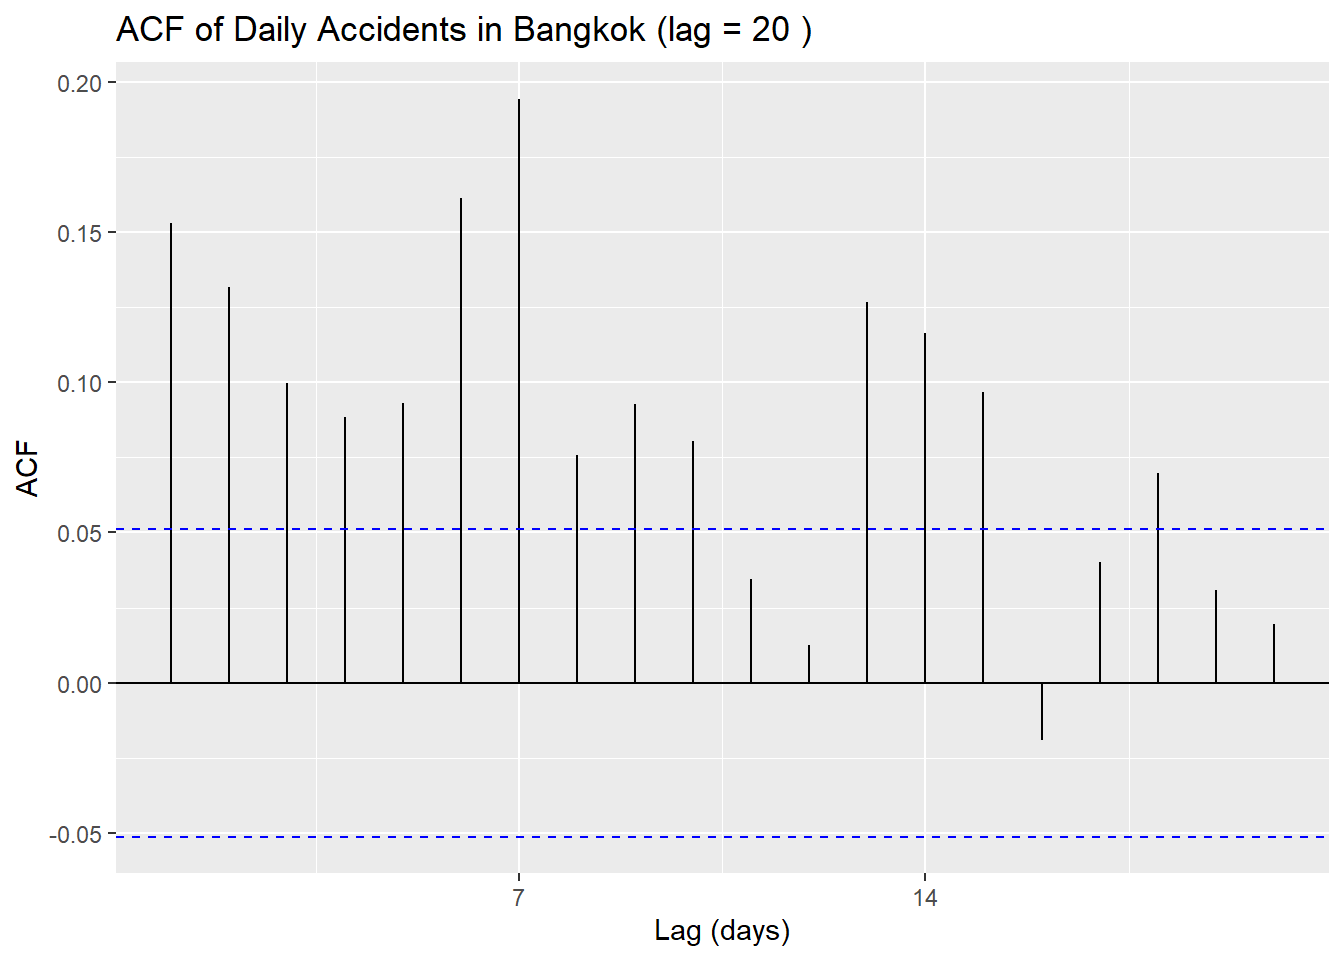 ACF of Daily Accidents in Bangkok (lag = 20 )
0.20
0.15
0.10
0.05
0.00
-0.05
ACF
7
14
Lag (days)